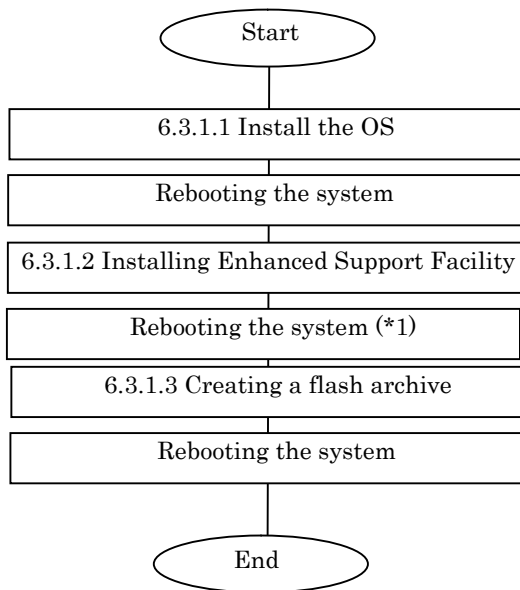 Start
6.3.1.1 Install the OS
Rebooting the system
6.3.1.2 Installing Enhanced Support Facility
Rebooting the system (*1)
6.3.1.3 Creating a flash archive
Rebooting the system
End